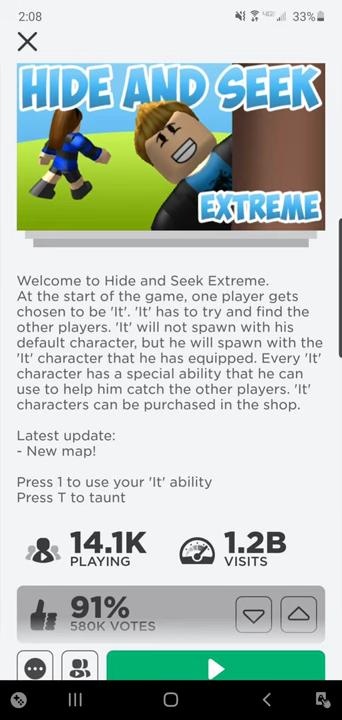 2:08
33%
HIDE AND SEEK
EXTREME
Welcome to Hide and Seek Extreme.
At the start of the game, one player gets
chosen to be 'It'. 'It' has to try and find the
other players. 'It' will not spawn with his
default character, but he will spawn with the
'It' character that he has equipped. Every 'It'
character has a special ability that he can
use to help him catch the other players. 'It'
characters can be purchased in the shop.
Latest update:
- New map!
Press 1 to use your 'It' ability
Press T to taunt
14.1K
PLAYING
1.2B
VISITS
91%
580K VOTES